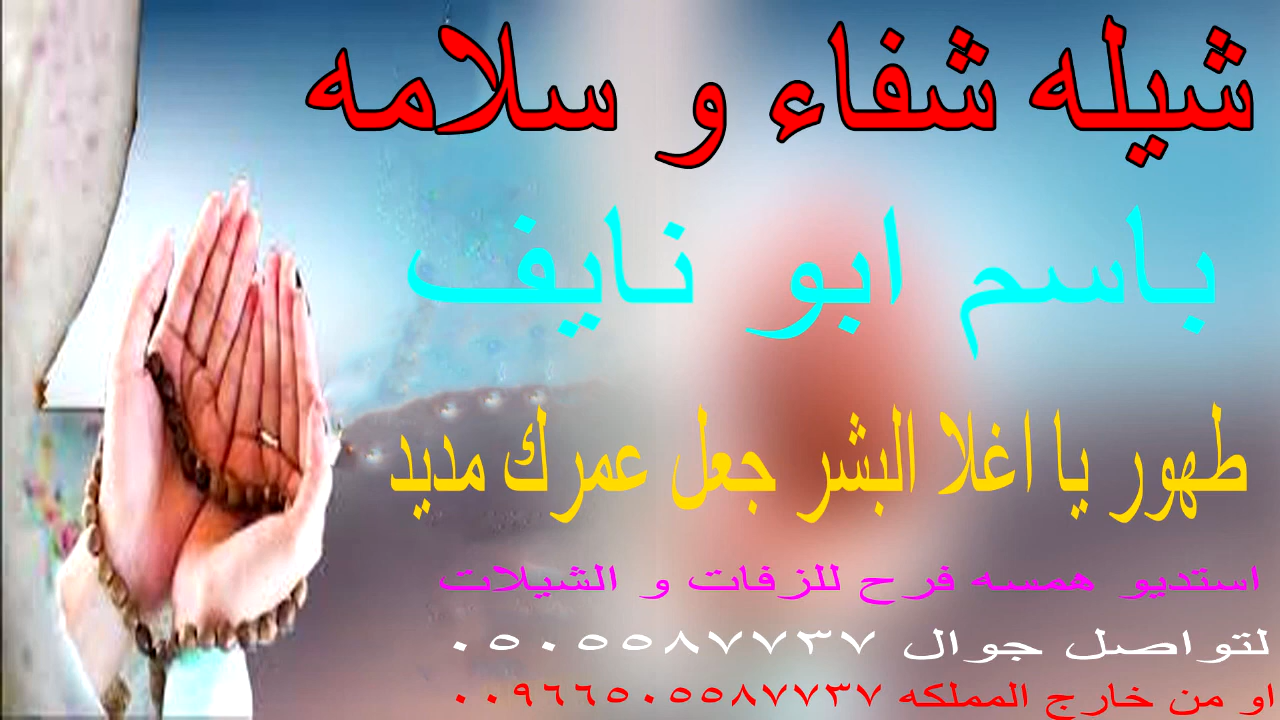 شيله شفاء و سلامه
باسم ابو نايف
طهور يا اغلا البشر جعل عمرك مديد
استديو همسه فرح للزفات و الشيلات
لتواصل جوال ٠٥٠٥٥٨٧٧٣٧
او من خارج المملكه ٠٠٩٦٦٥٠٥٥٨٧٧٣٧